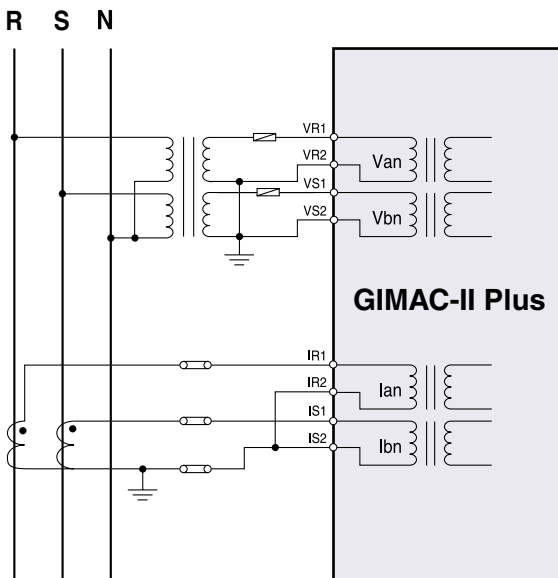 R S N
VR1
VR2
Van
VS1
VS2
Vbn
GIMAC-II Plus
IR1
IR2
Ian
IS1
IS2
Ibn